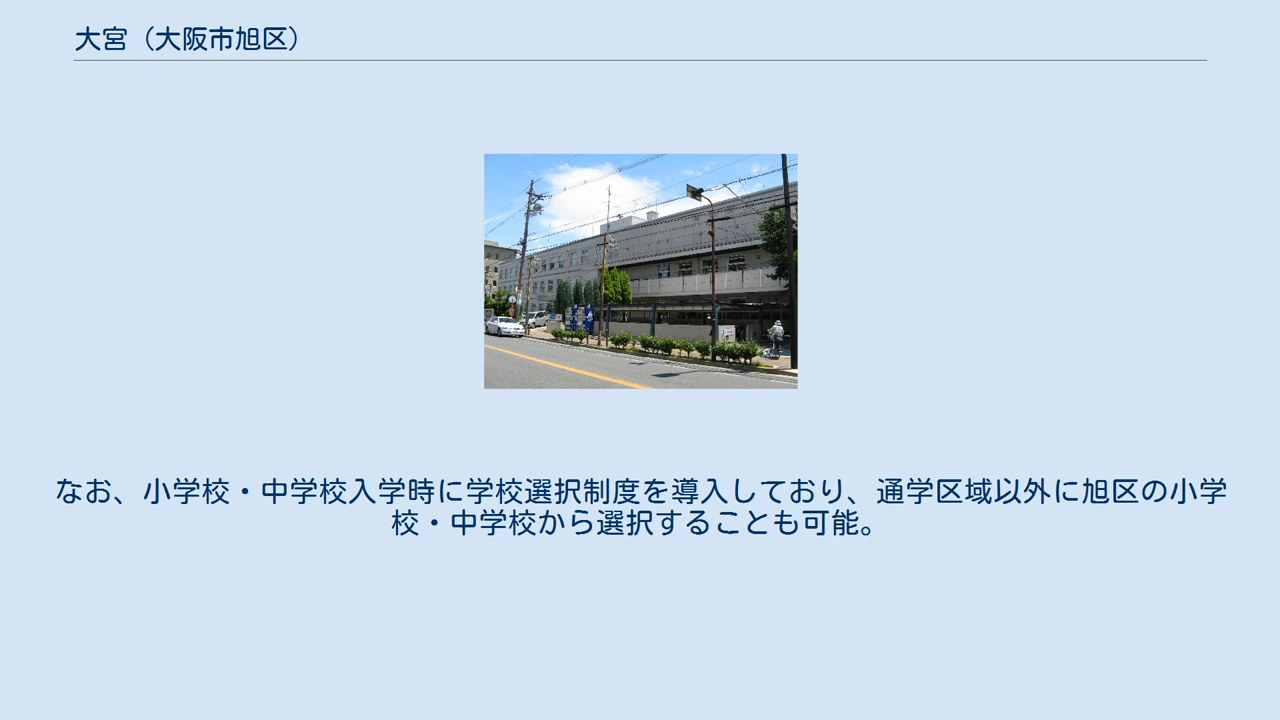 大宮（大阪市旭区）
なお、小学校・中学校入学時に学校選択制度を導入しており、通学区域以外に旭区の小学
校・中学校から選択することも可能。